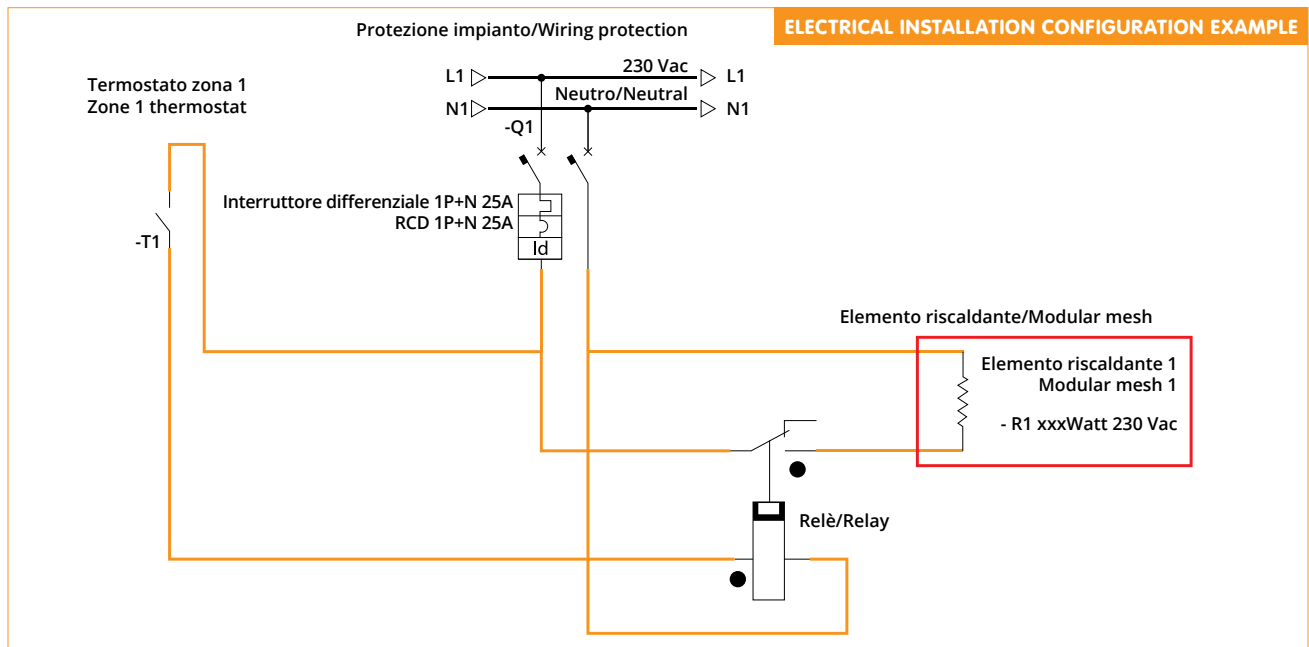 ELECTRICAL INSTALLATION CONFIGURATION EXAMPLE
Protezione impianto/Wiring protection
230 Vac
L1
L1
Neutro/Neutral
N1
N1
Termostato zona 1
Zone 1 thermostat
-Q1
Interruttore differenziale 1P+N 25A
RCD 1P+N 25A
Id
-T1
Elemento riscaldante/Modular mesh
Elemento riscaldante 1
Modular mesh 1
- R1 xxxWatt 230 Vac
Relè/Relay